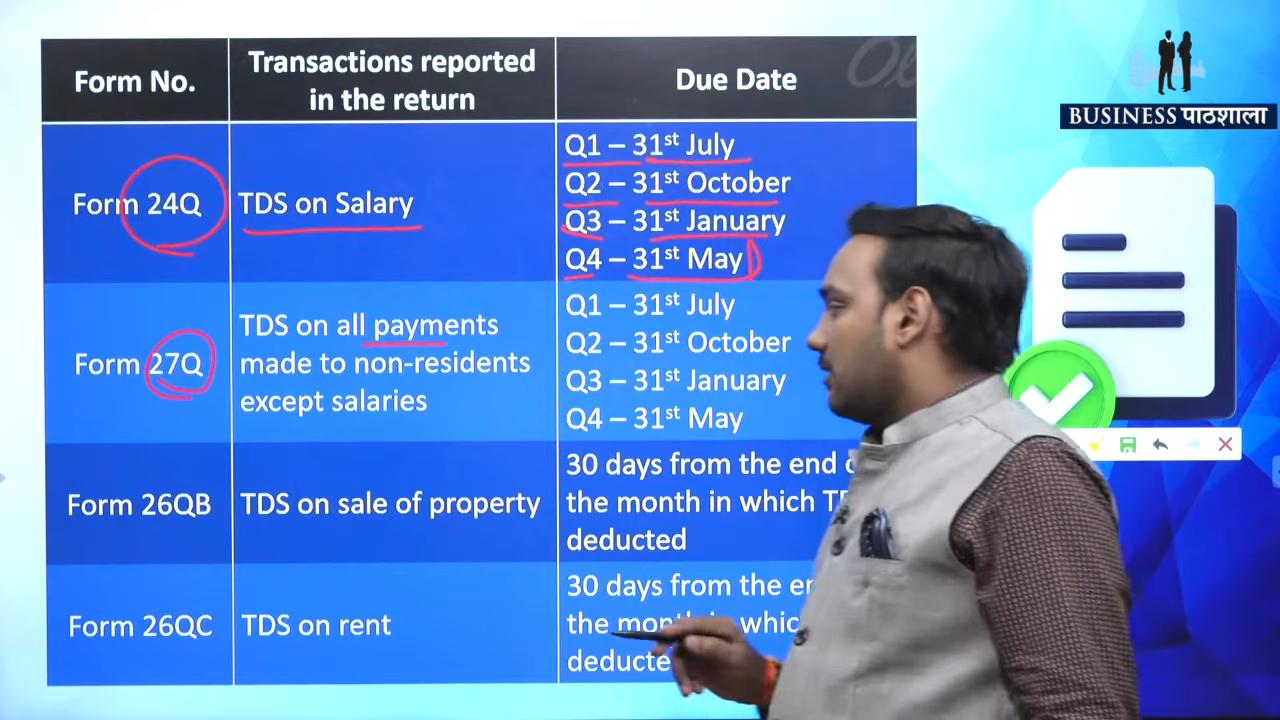 BUSINESS पाठशाला
Form No.
Transactions reported
in the return
Due Date
Form 24Q
TDS on Salary
Q1 – 31st July
Q2 – 31st October
Q3 – 31st January
Q4 – 31st May
Form 27Q
TDS on all payments
made to non-residents
except salaries
Q1 – 31st July
Q2 – 31st October
Q3 – 31st January
Q4 – 31st May
Form 26QB
TDS on sale of property
30 days from the end
the month in which
deducted
Form 26QC
TDS on rent
30 days from the
the month